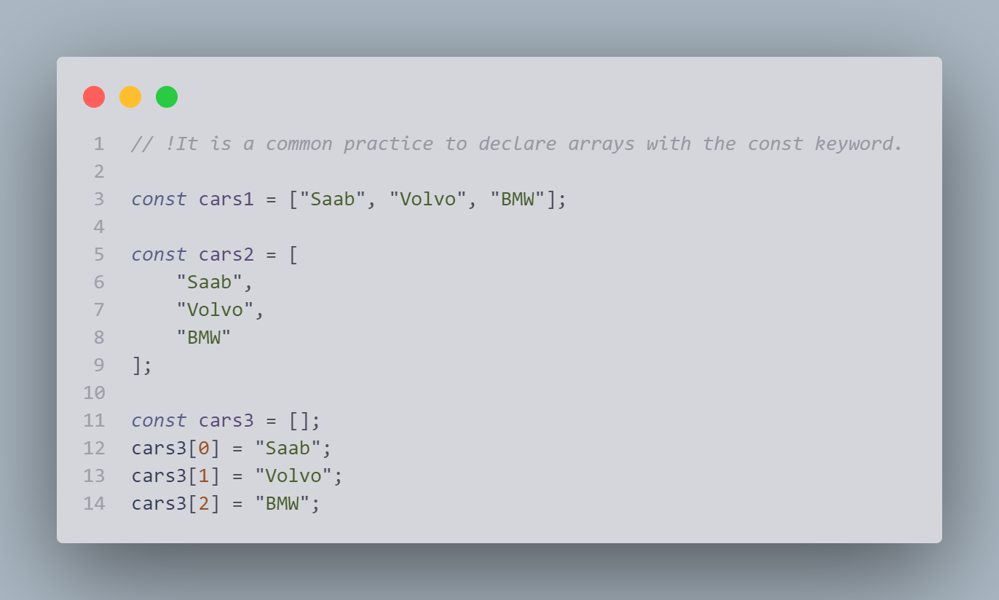 1 // !It is a common practice to declare arrays with the const keyword.
2
3 const cars1 = ["Saab", "Volvo", "BMW"];
4
5 const cars2 = [
6     "Saab",
7     "Volvo",
8     "BMW"
9 ];
10
11 const cars3 = [];
12 cars3[0] = "Saab";
13 cars3[1] = "Volvo";
14 cars3[2] = "BMW";